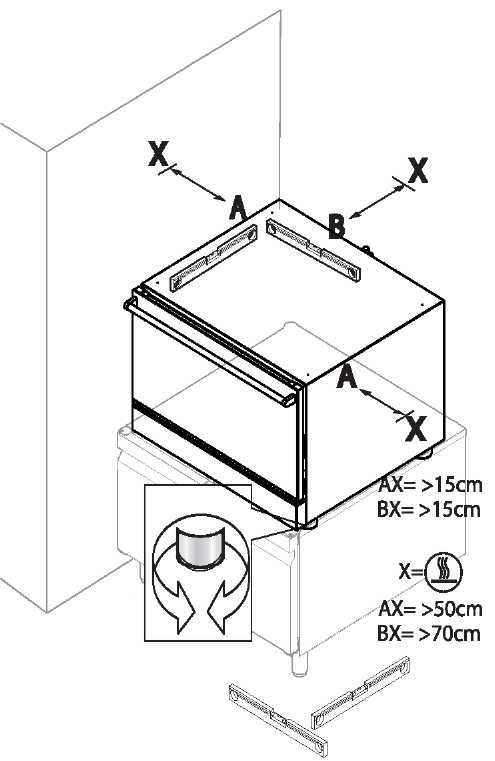 X
X
A
B
A
X
AX= >15cm
BX= >15cm
X=
AX= >50cm
BX= >70cm